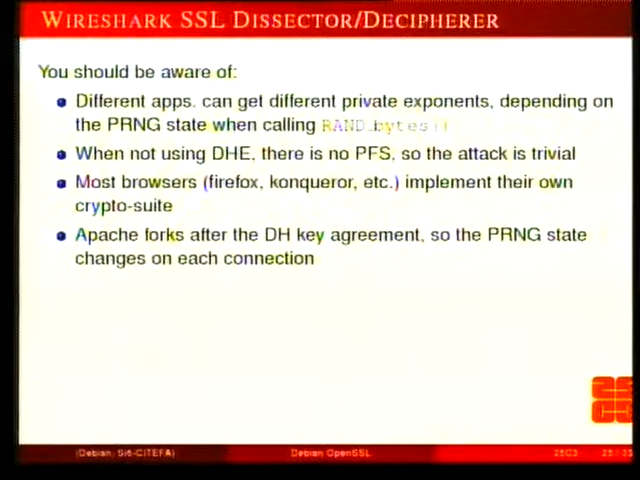 WIRESHARK SSL DISSECTOR/DECIPHERER
You should be aware of:
Different apps. can get different private exponents, depending on
the PRNG state when calling RAND_bytes()
When not using DHE, there is no PFS, so the attack is trivial
Most browsers (firefox, konqueror, etc.) implement their own
crypto-suite
Apache forks after the DH key agreement, so the PRNG state
changes on each connection
25
C3
(Debian, Si6-CITEFA) Debian OpenSSL 25C3